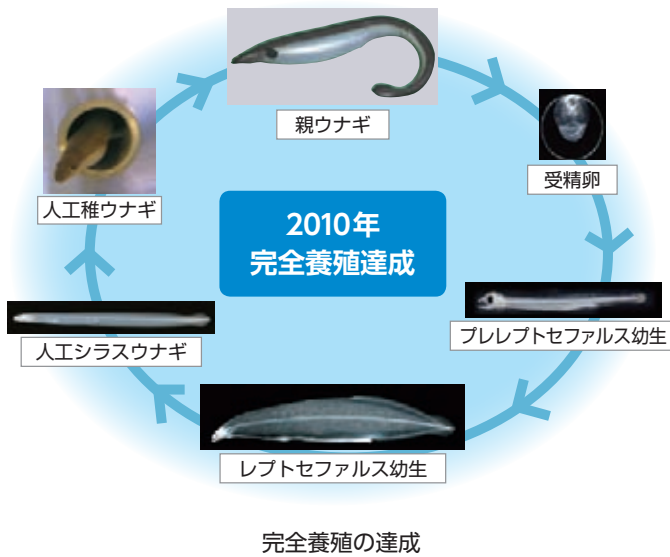 親ウナギ
受精卵
人工稚ウナギ
2010年
完全養殖達成
プレレプトセファルス幼生
人工シラスウナギ
レプトセファルス幼生
完全養殖の達成